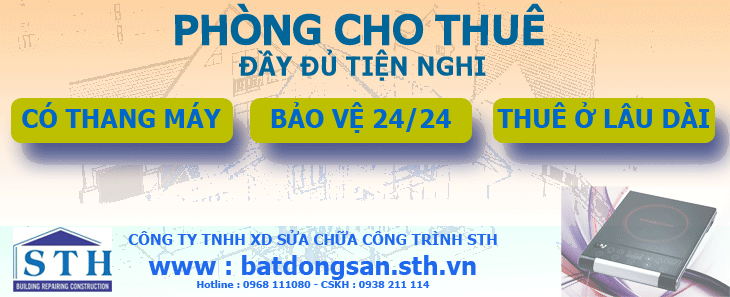 PHÒNG CHO THUÊ
ĐẦY ĐỦ TIỆN NGHI
CÓ THANG MÁY
BẢO VỆ 24/24
THUÊ Ở LÂU DÀI
STH
BUILDING REPAIRING CONSTRUCTION
CÔNG TY TNHH XD SỬA CHỮA CÔNG TRÌNH STH
www : batdongsan.sth.vn
Hotline : 0968 111080 - CSKH : 0938 211 114